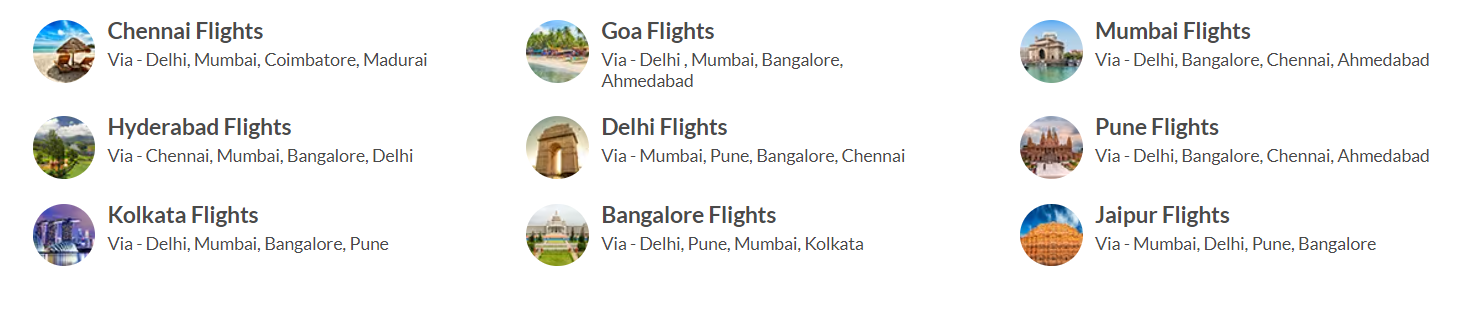 Chennai Flights
Via - Delhi, Mumbai, Coimbatore, Madurai
Goa Flights
Via - Delhi , Mumbai, Bangalore,
Ahmedabad
Mumbai Flights
Via - Delhi, Bangalore, Chennai, Ahmedabad
Hyderabad Flights
Via - Chennai, Mumbai, Bangalore, Delhi
Delhi Flights
Via - Mumbai, Pune, Bangalore, Chennai
Pune Flights
Via - Delhi, Bangalore, Chennai, Ahmedabad
Kolkata Flights
Via - Delhi, Mumbai, Bangalore, Pune
Bangalore Flights
Via - Delhi, Pune, Mumbai, Kolkata
Jaipur Flights
Via - Mumbai, Delhi, Pune, Bangalore